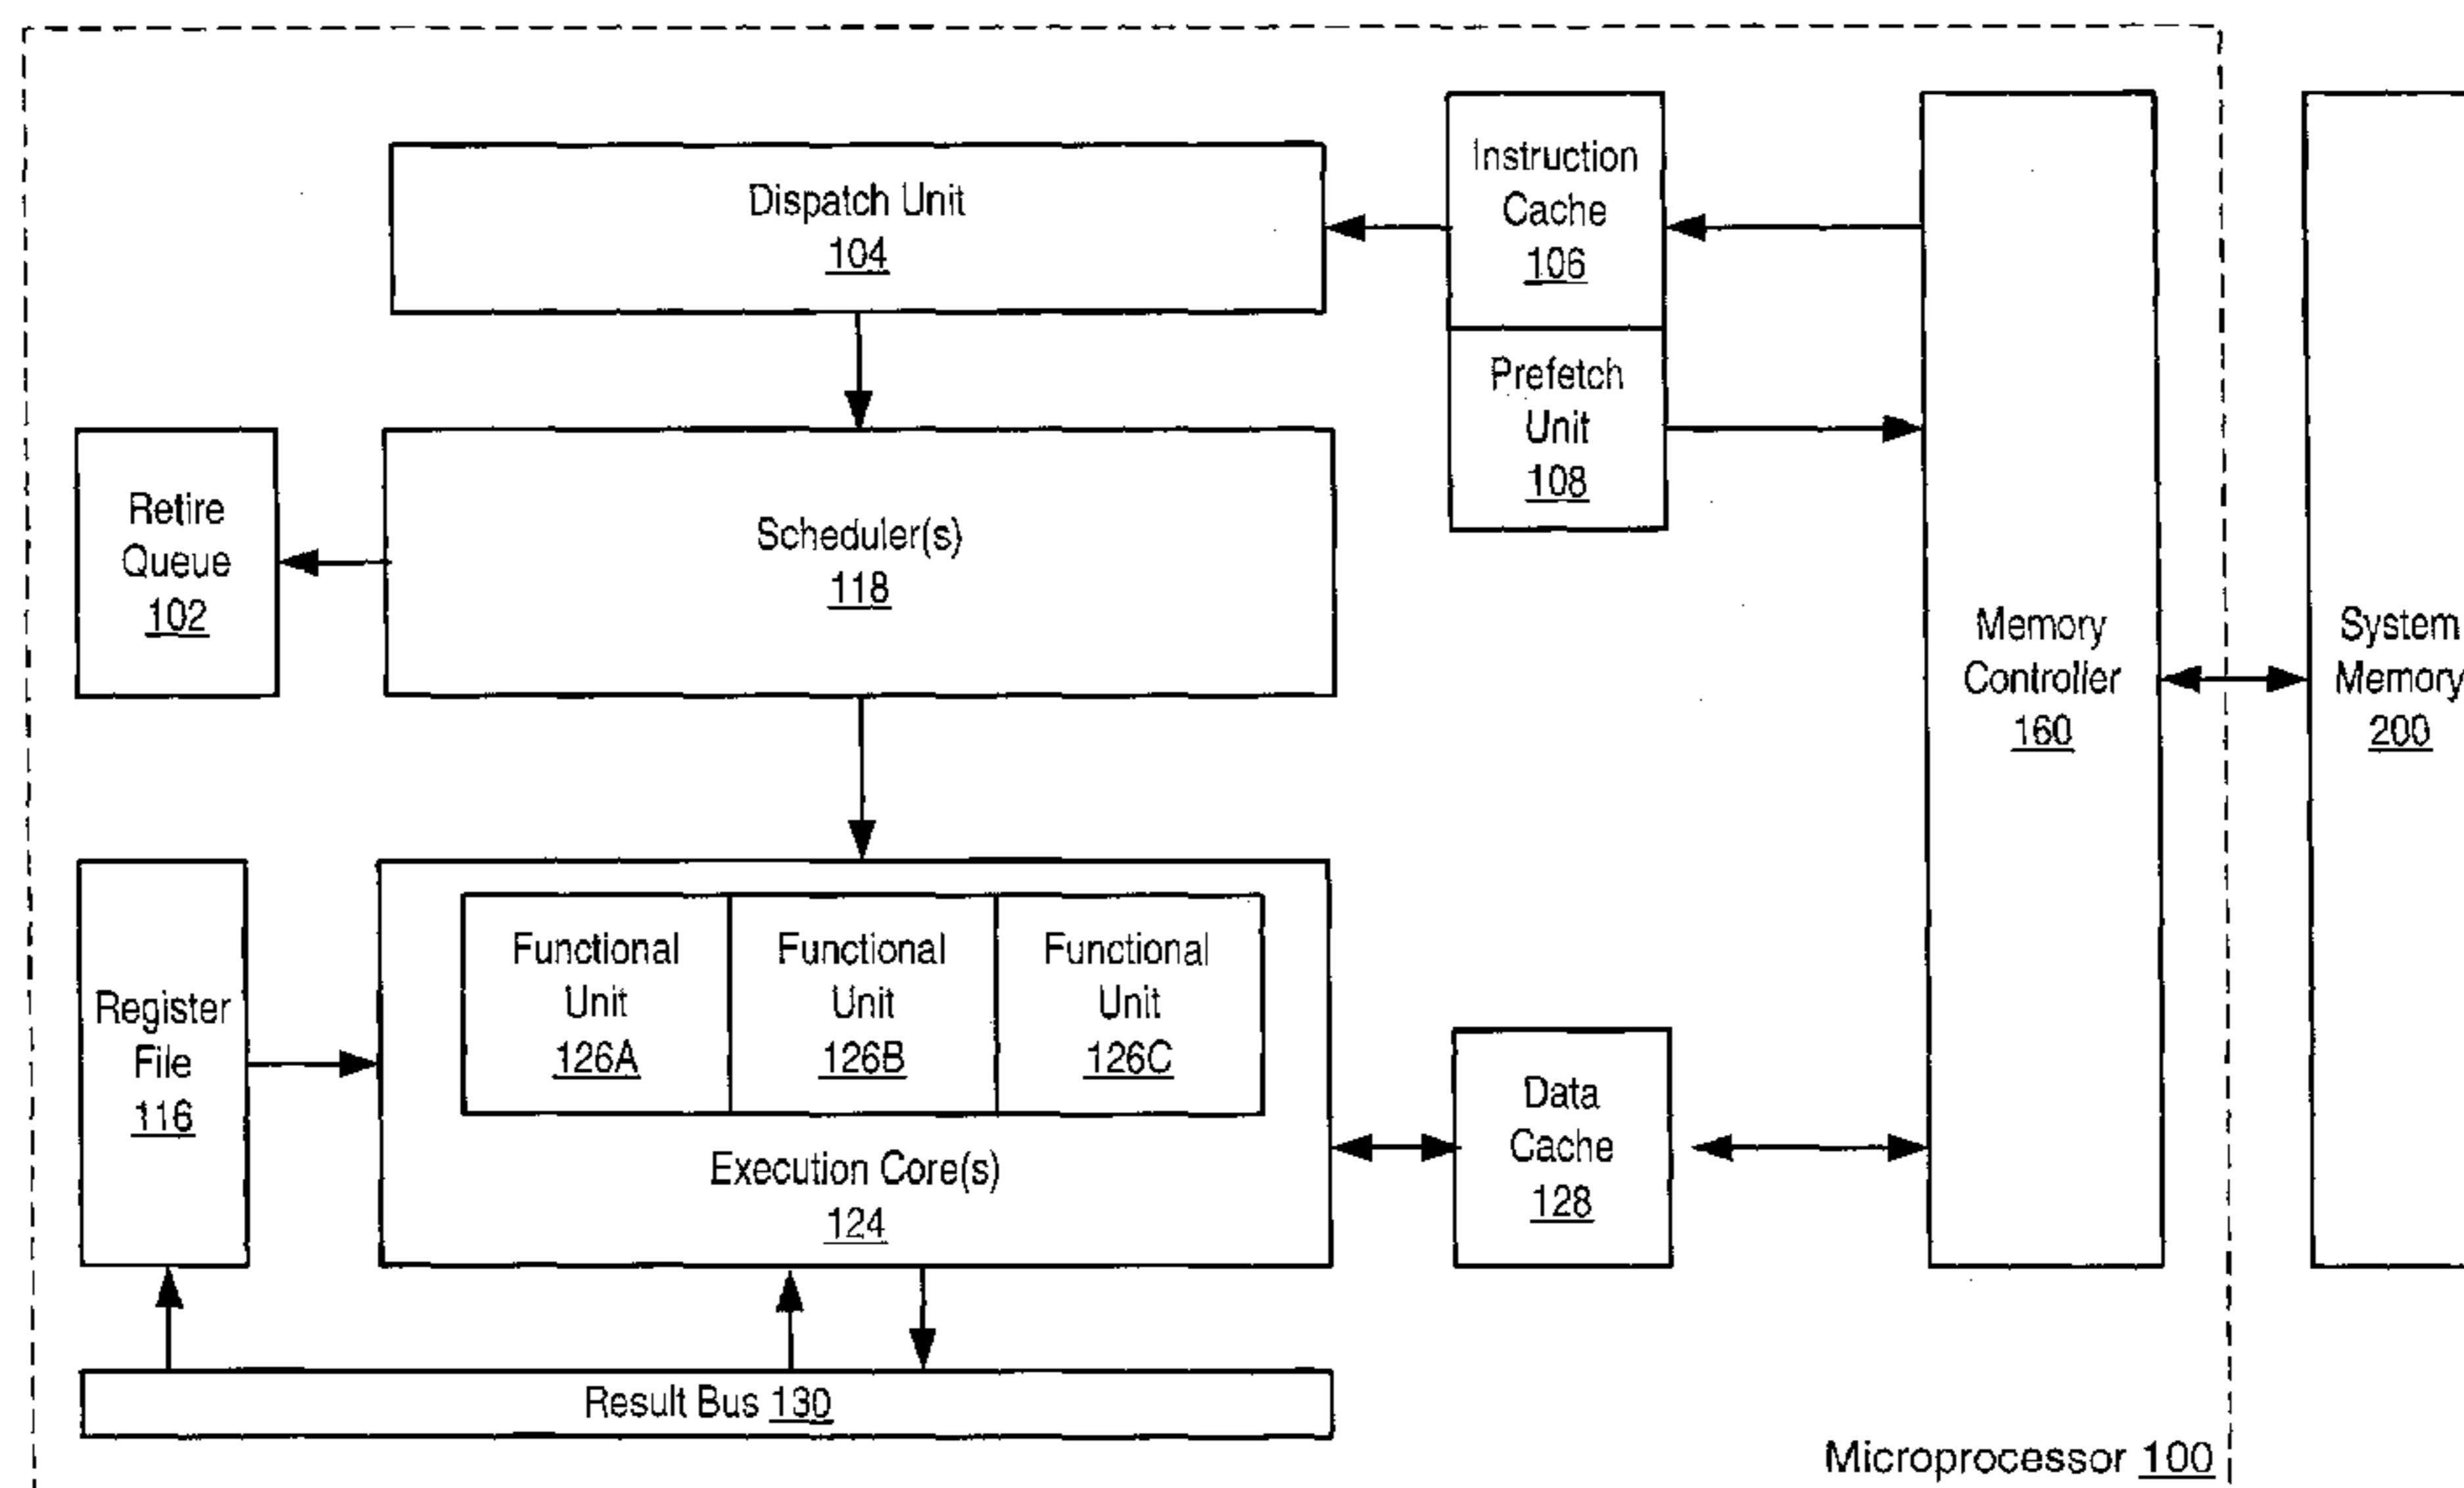 Dispatch Unit
104
Instruction
Cache
106
Prefetch
Unit
108
Retire
Queue
102
Scheduler(s)
118
Memory
Controller
160
System
Memory
200
Register
File
116
Functional
Unit
126A
Functional
Unit
126B
Functional
Unit
126C
Execution Core(s)
124
Data
Cache
128
Result Bus 130
Microprocessor 100